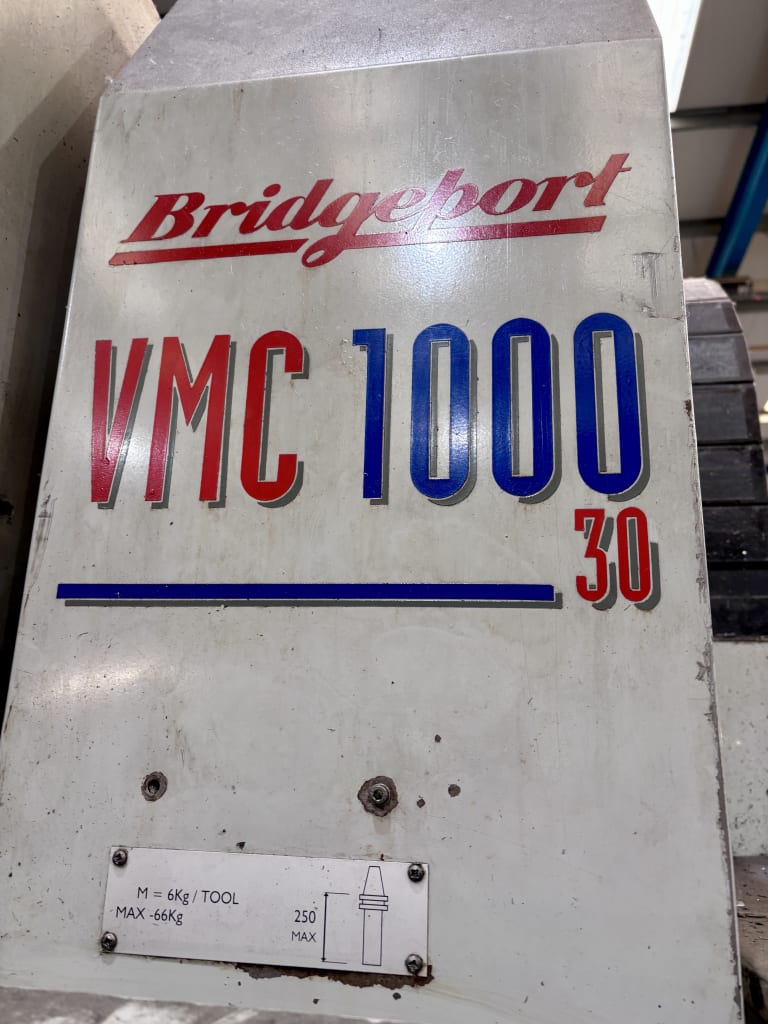 Bridgeport
VMC 1000
30
M = 6Kg / TOOL
MAX -66Kg
250
MAX